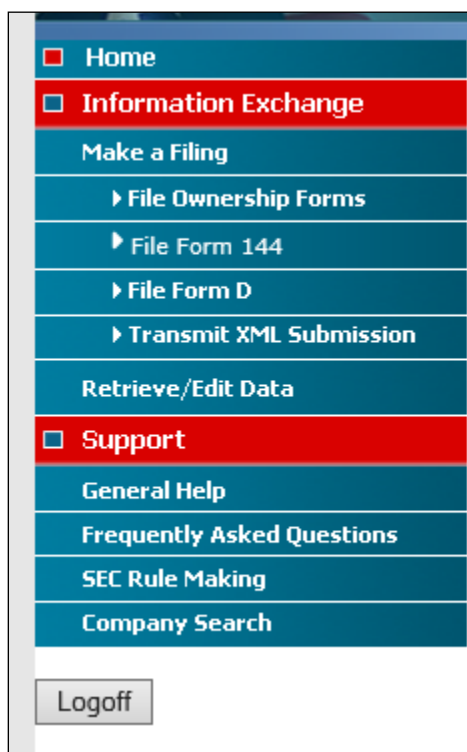 Home
Information Exchange
Make a Filing
File Ownership Forms
File Form 144
File Form D
Transmit XML Submission
Retrieve/Edit Data
Support
General Help
Frequently Asked Questions
SEC Rule Making
Company Search
Logoff